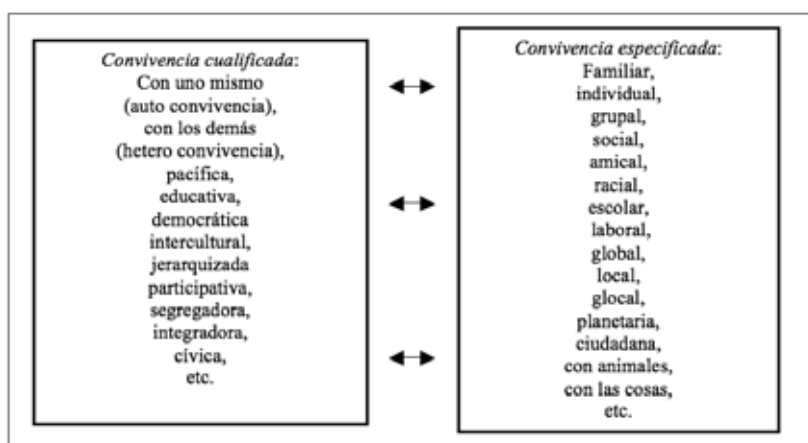 Convivencia cualificada:
Con uno mismo
(auto convivencia),
con los demás
(hetero convivencia),
pacífica,
educativa,
democrática
intercultural,
jerarquizada
participativa,
segregadora,
integradora,
cívica,
etc.
Convivencia especificada:
Familiar,
individual,
grupal,
social,
amical,
racial,
escolar,
laboral,
global,
local,
glocal,
planetaria,
ciudadana,
con animales,
con las cosas,
etc.